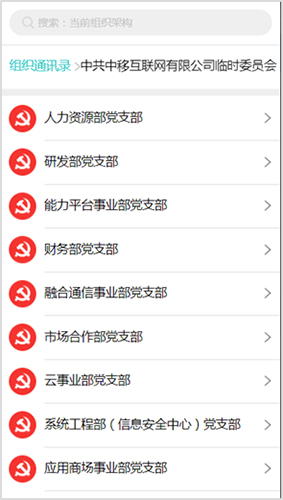 搜索：当前组织架构
组织通讯录 >中共中移互联网有限公司临时委员会
人力资源部党支部
研发部党支部
能力平台事业部党支部
财务部党支部
融合通信事业部党支部
市场合作部党支部
云事业部党支部
系统工程部（信息安全中心）党支部
应用商场事业部党支部